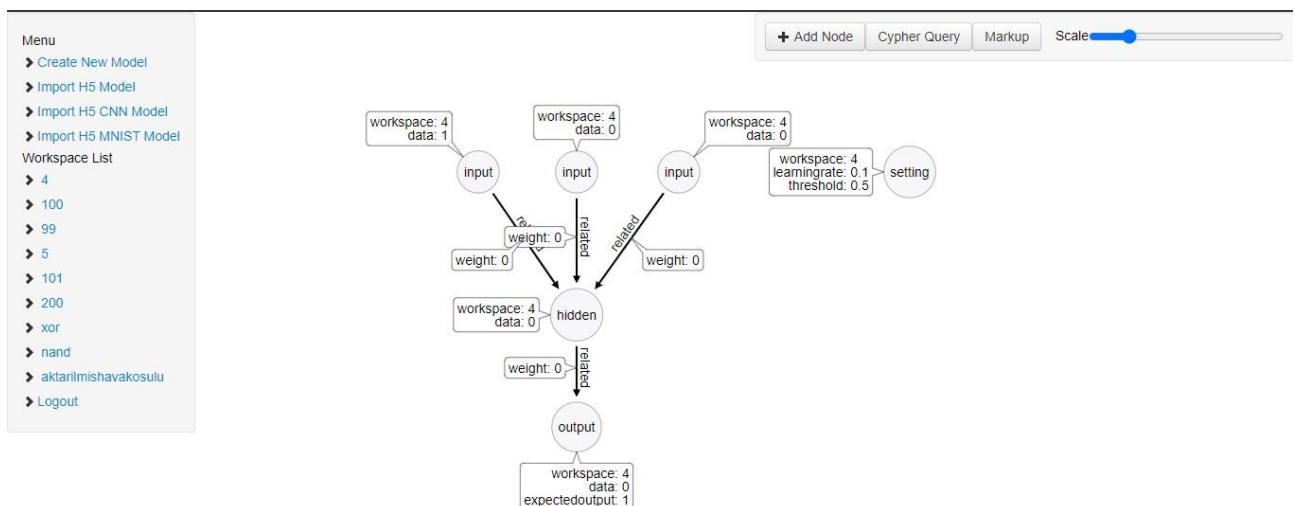 Menu
Create New Model
Import H5 Model
Import H5 CNN Model
Import H5 MNIST Model
Workspace List
4
100
99
5
101
200
xor
nand
aktarilmishavakosulu
Logout
+ Add Node
Cypher Query
Markup
Scale
workspace: 4
data: 1
input
workspace: 4
data: 0
input
workspace: 4
data: 0
input
workspace: 4
learningrate: 0.1
threshold: 0.5
setting
related
weight: 0
related
weight: 0
related
weight: 0
workspace: 4
data: 0
hidden
related
weight: 0
output
workspace: 4
data: 0
expectedoutput: 1